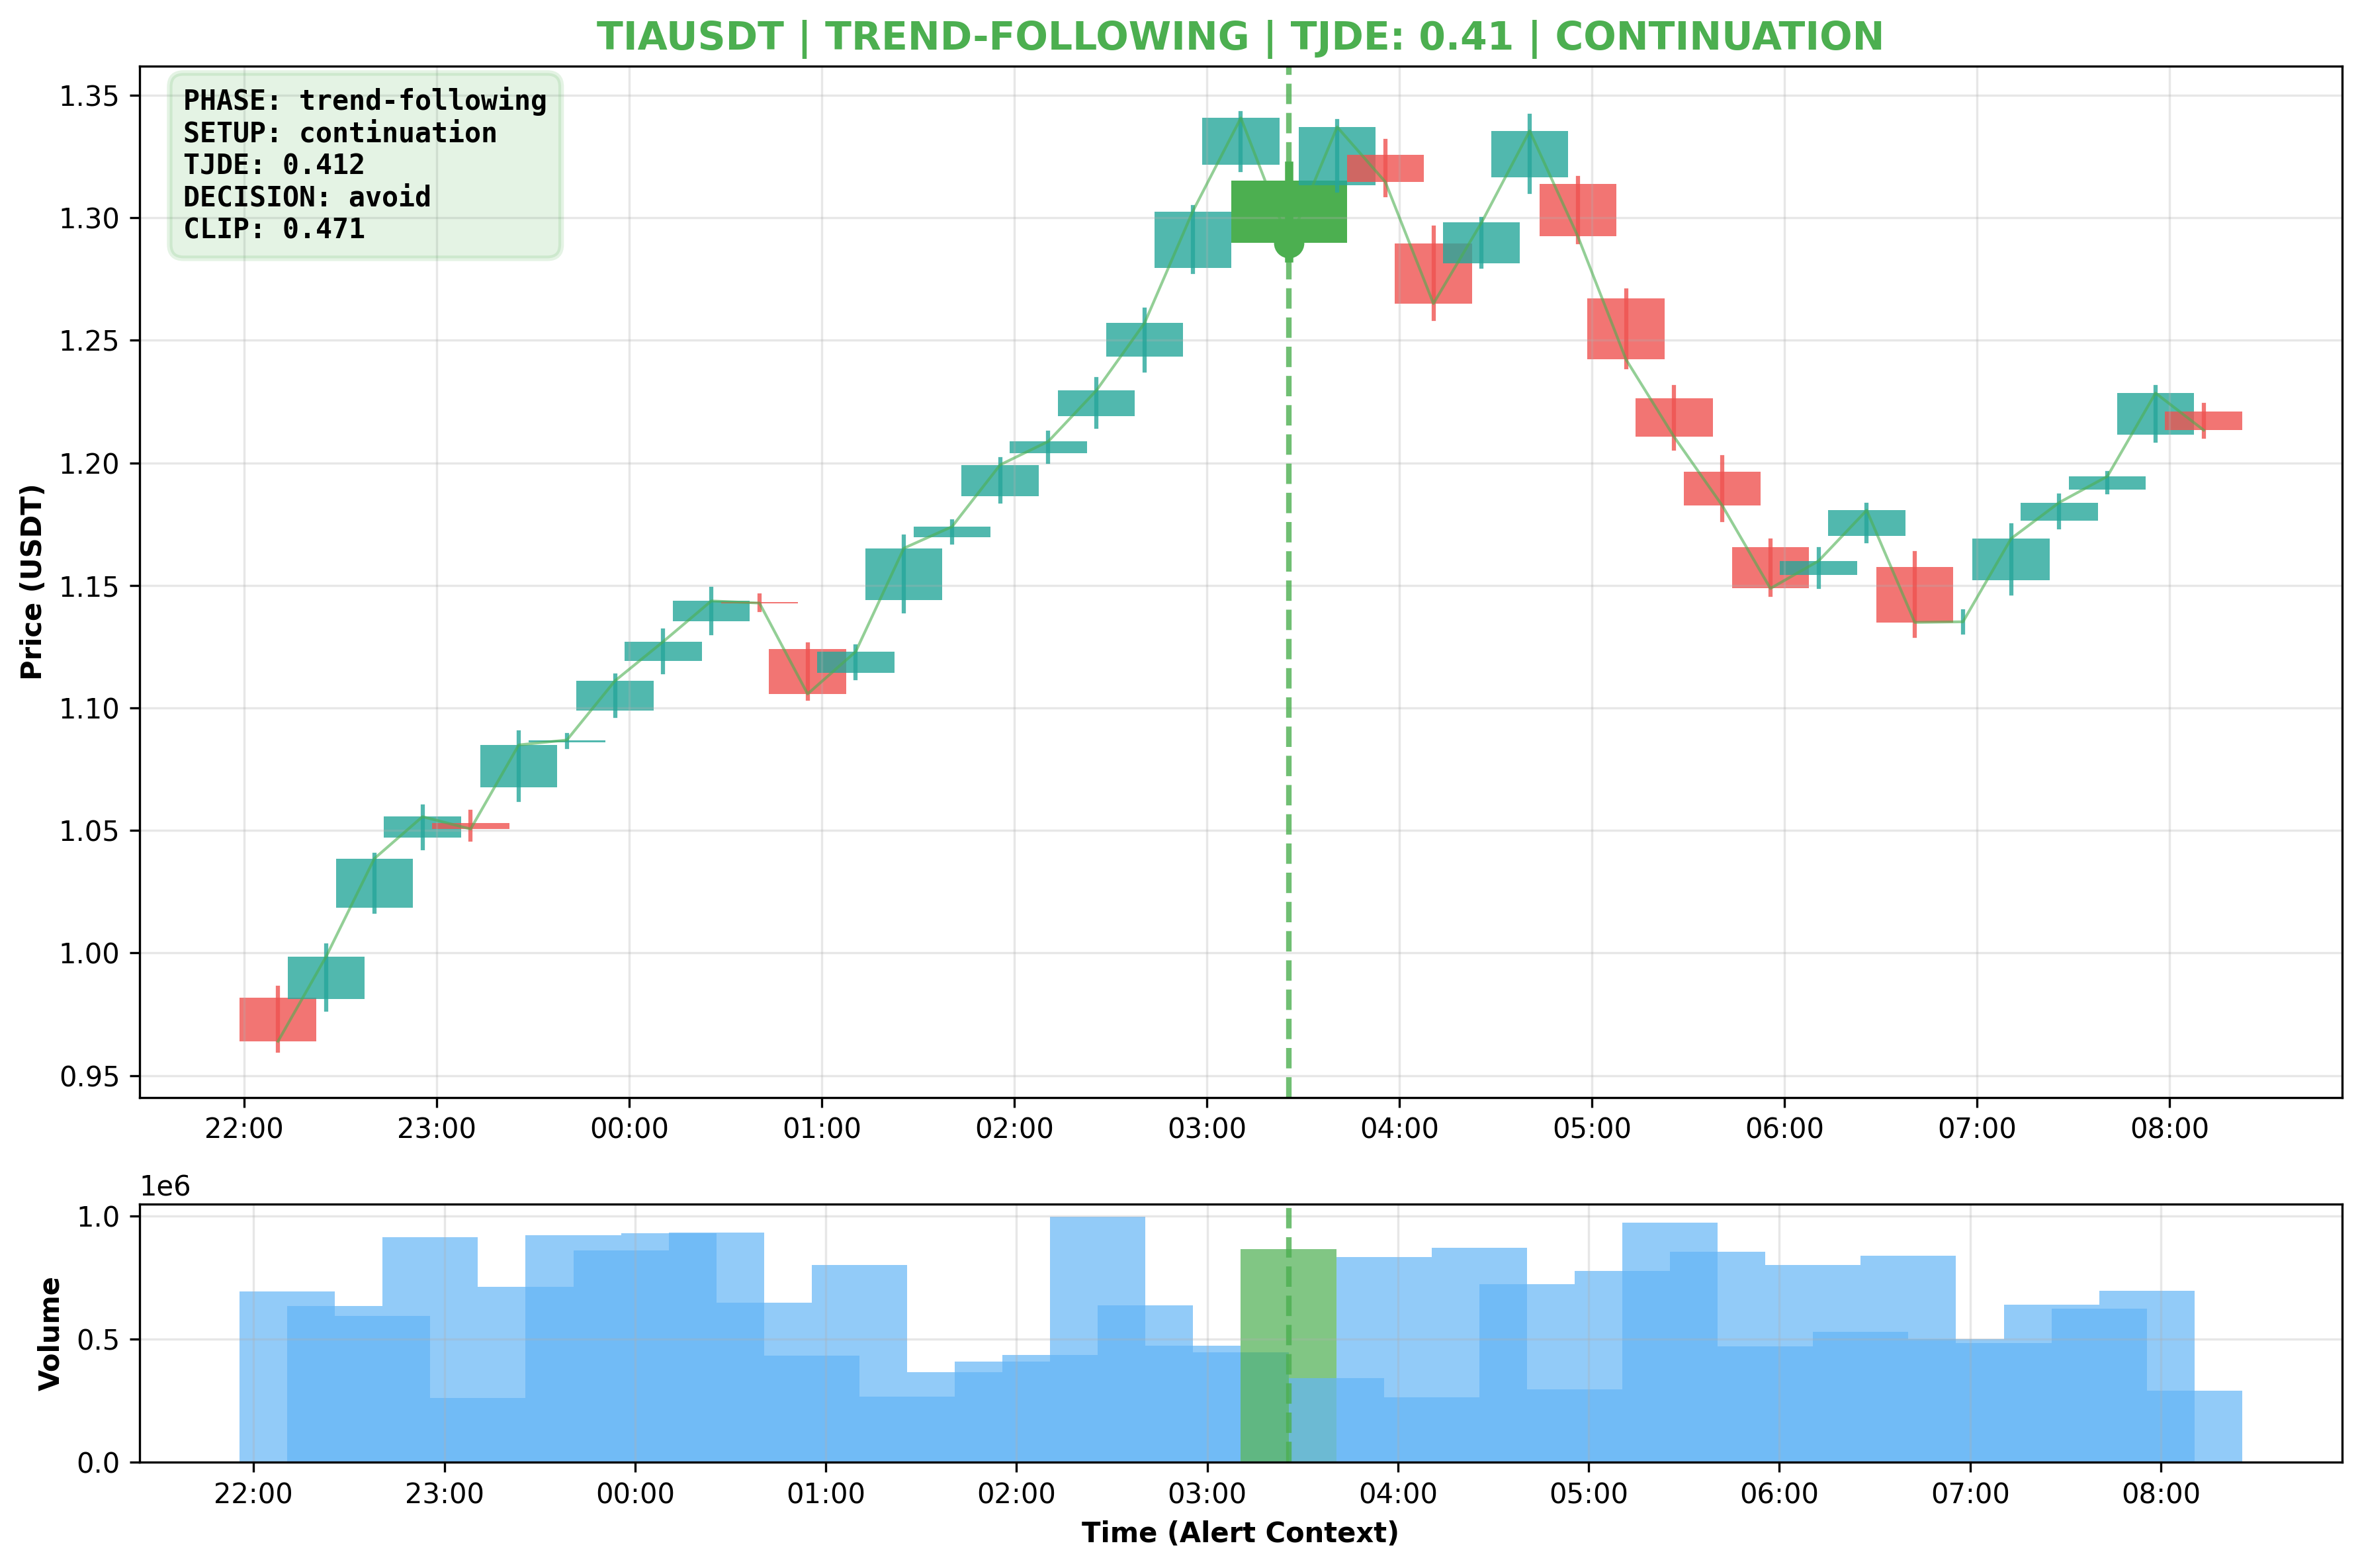 TIAUSDT | TREND-FOLLOWING | TJDE: 0.41 | CONTINUATION
PHASE: trend-following
SETUP: continuation
TJDE: 0.412
DECISION: avoid
CLIP: 0.471
Price (USDT)
1.35
1.30
1.25
1.20
1.15
1.10
1.05
1.00
0.95
22:00 23:00 00:00 01:00 02:00 03:00 04:00 05:00 06:00 07:00 08:00
1e6
Volume
1.0
0.5
0.0
22:00 23:00 00:00 01:00 02:00 03:00 04:00 05:00 06:00 07:00 08:00
Time (Alert Context)